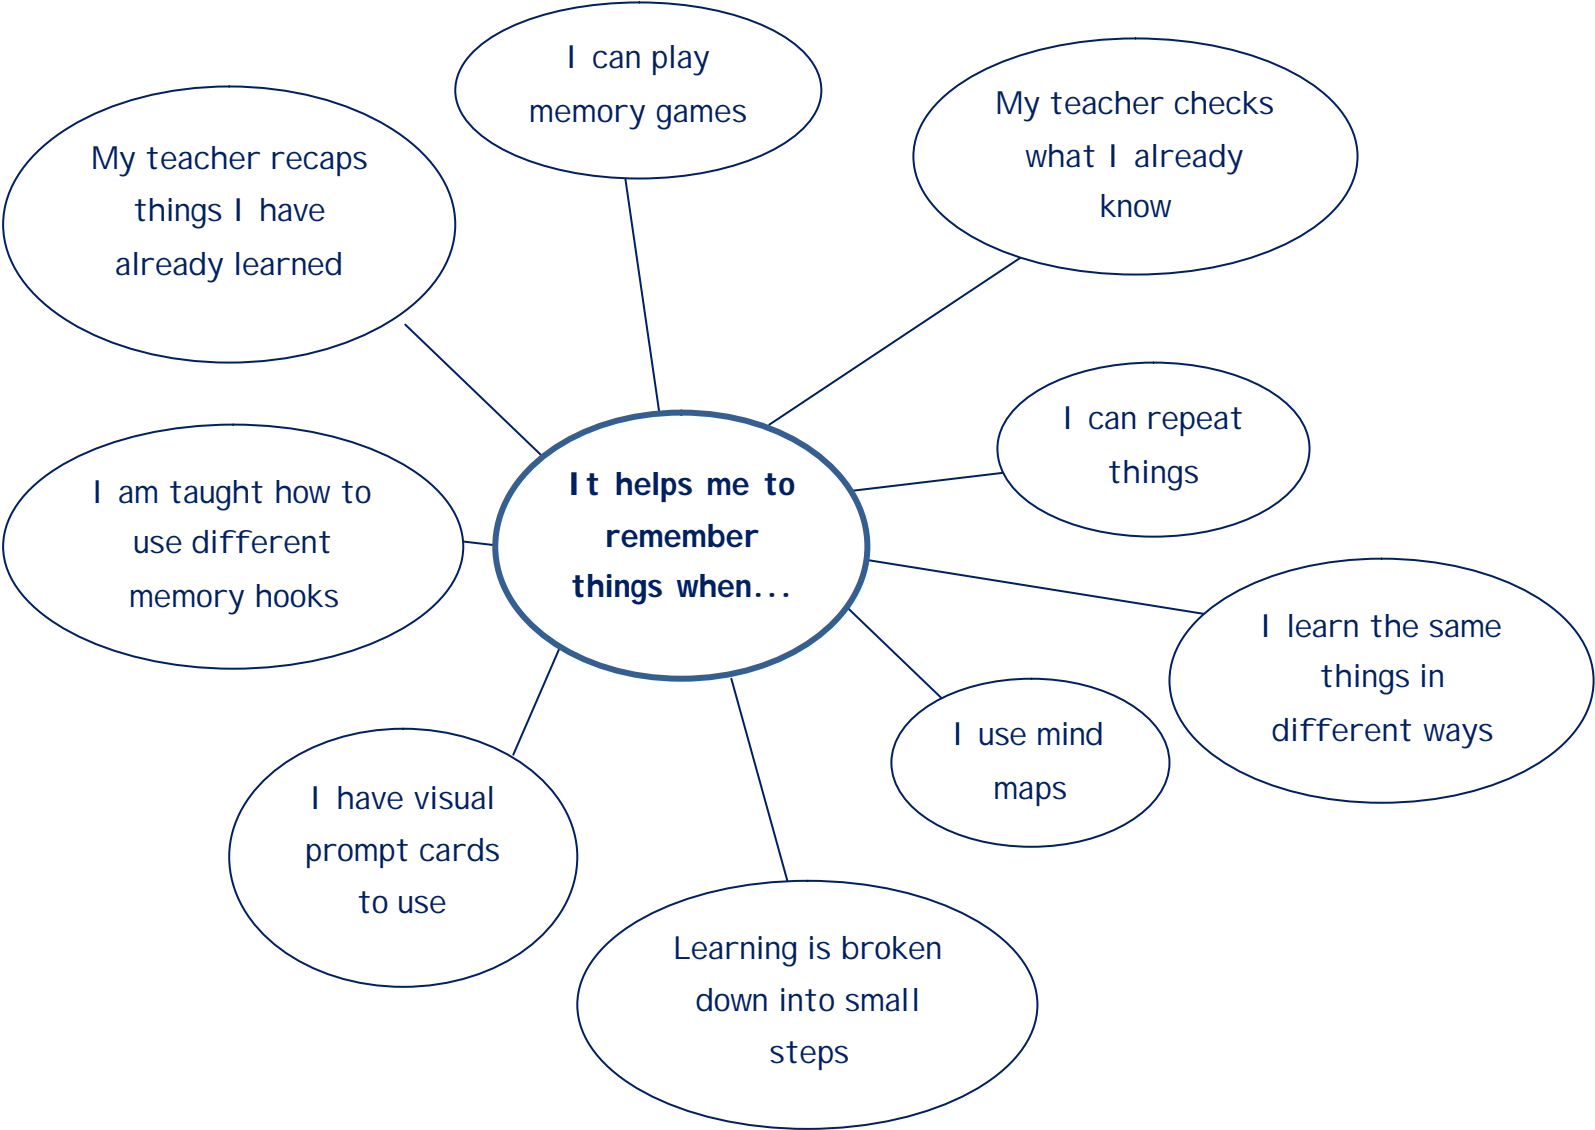 I can play
memory games
My teacher checks
what I already
know
My teacher recaps
things I have
already learned
I can repeat
things
I am taught how to
use different
memory hooks
It helps me to
remember
things when...
I learn the same
things in
different ways
I use mind
maps
I have visual
prompt cards
to use
Learning is broken
down into small
steps